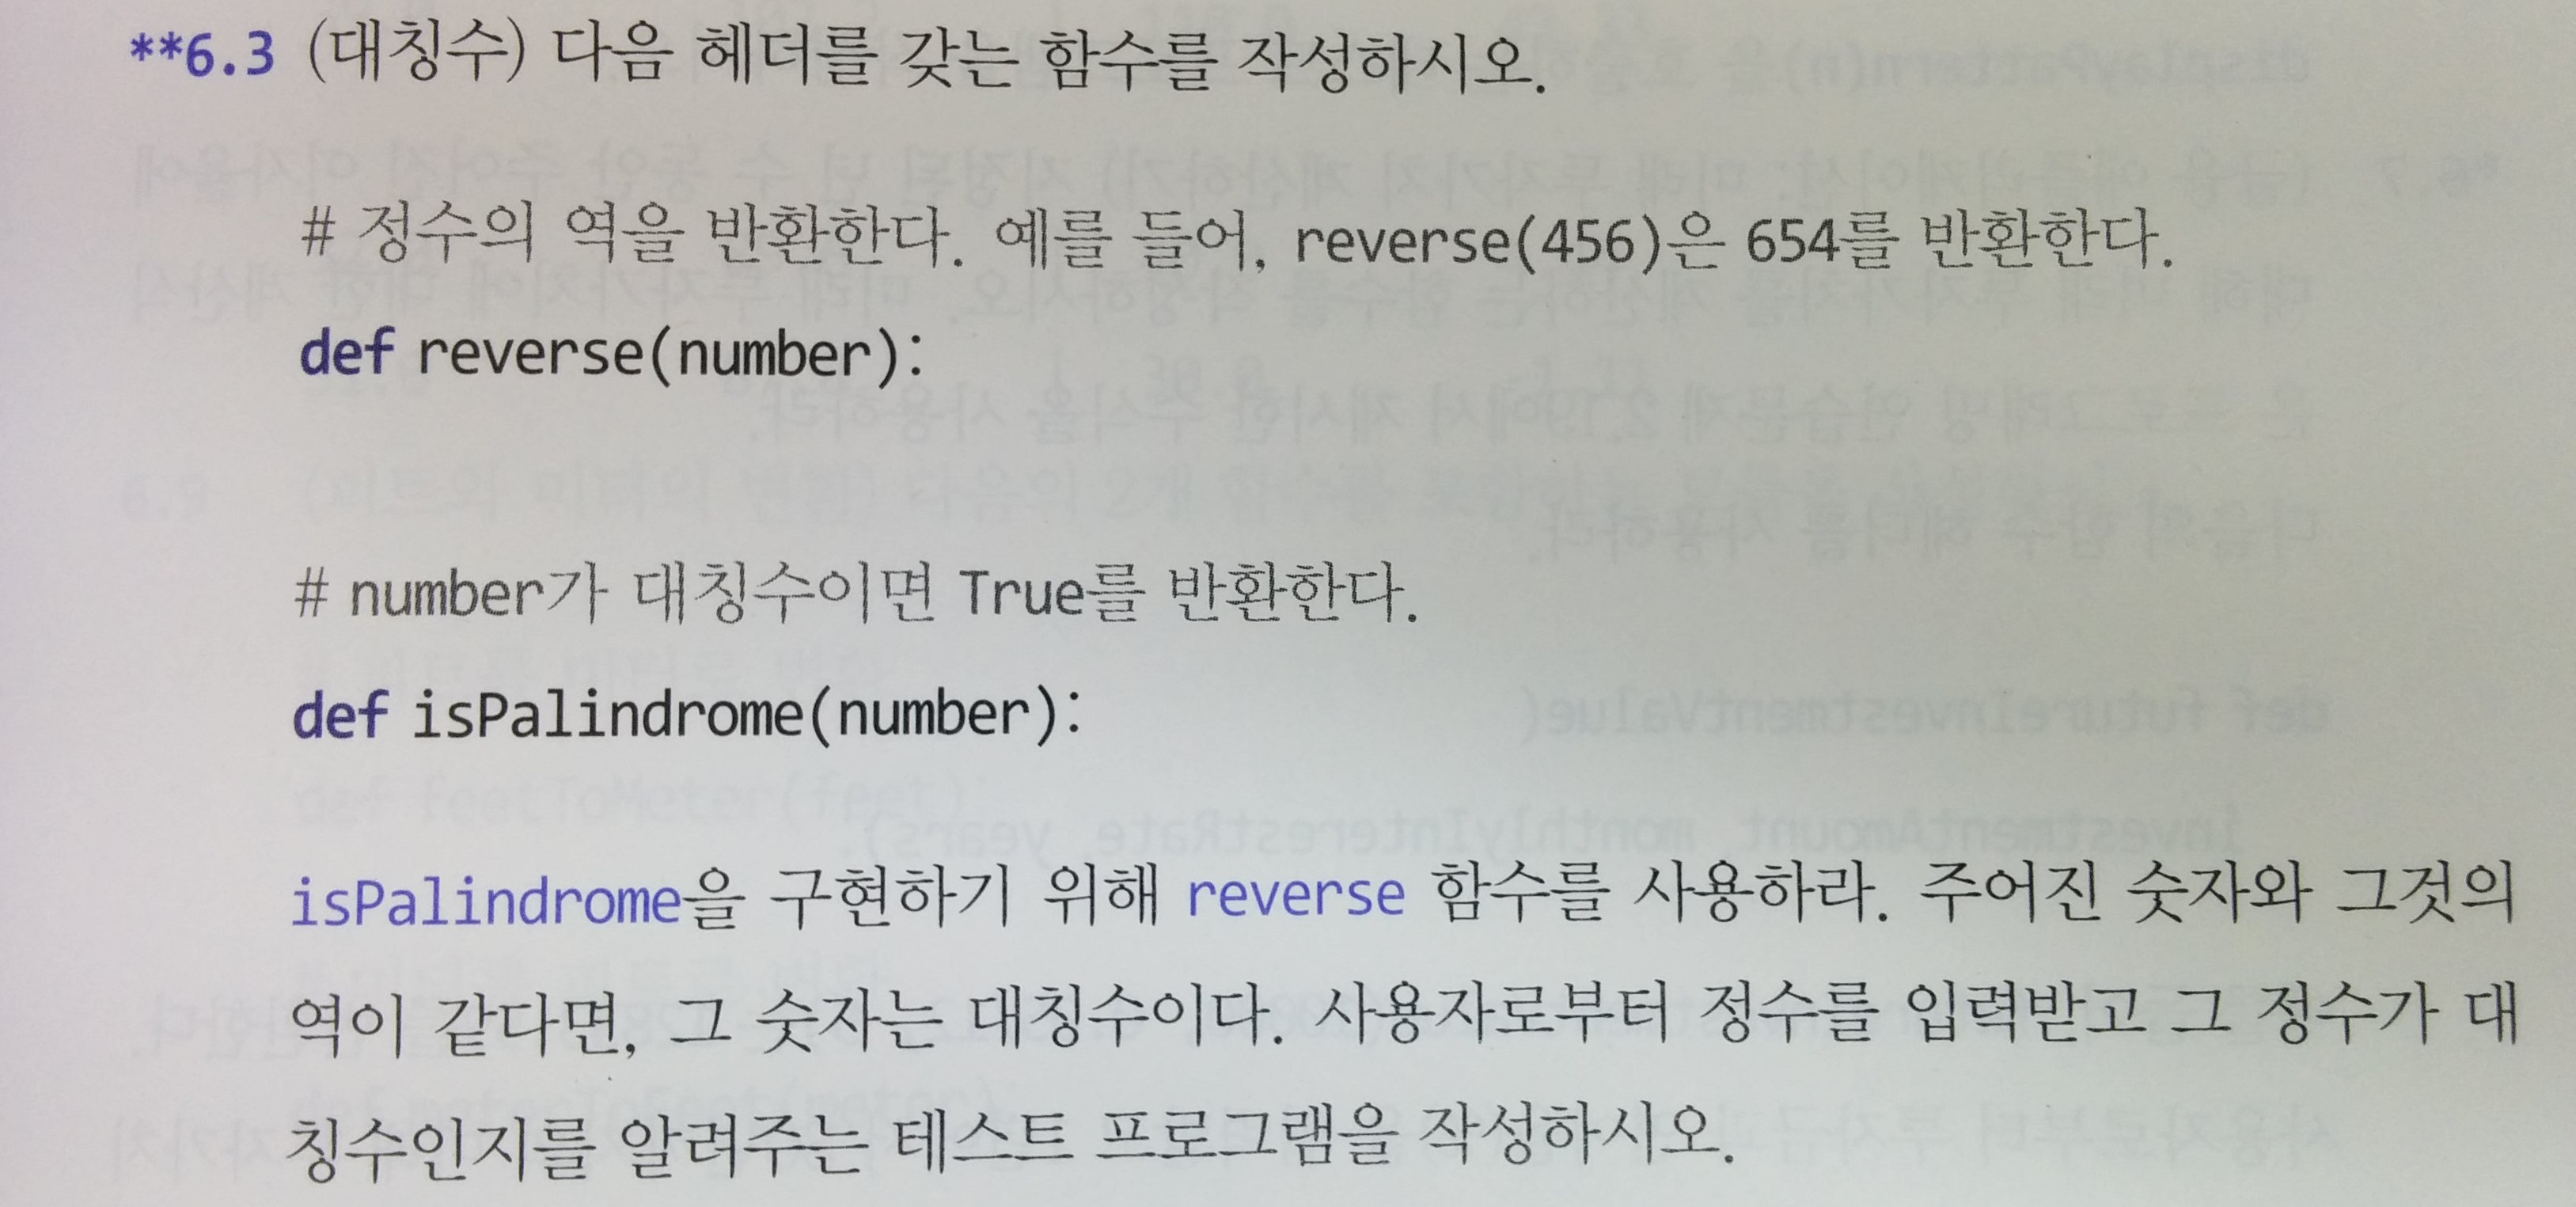 **6.3 (대칭수) 다음 헤더를 갖는 함수를 작성하시오.
# 정수의 역을 반환한다. 예를 들어, reverse(456)은 654를 반환한다.
def reverse(number):
# number가 대칭수이면 True를 반환한다.
def isPalindrome(number):
isPalindrome을 구현하기 위해 reverse 함수를 사용하라. 주어진 숫자와 그것의
역이 같다면, 그 숫자는 대칭수이다. 사용자로부터 정수를 입력받고 그 정수가 대
칭수인지를 알려주는 테스트 프로그램을 작성하시오.